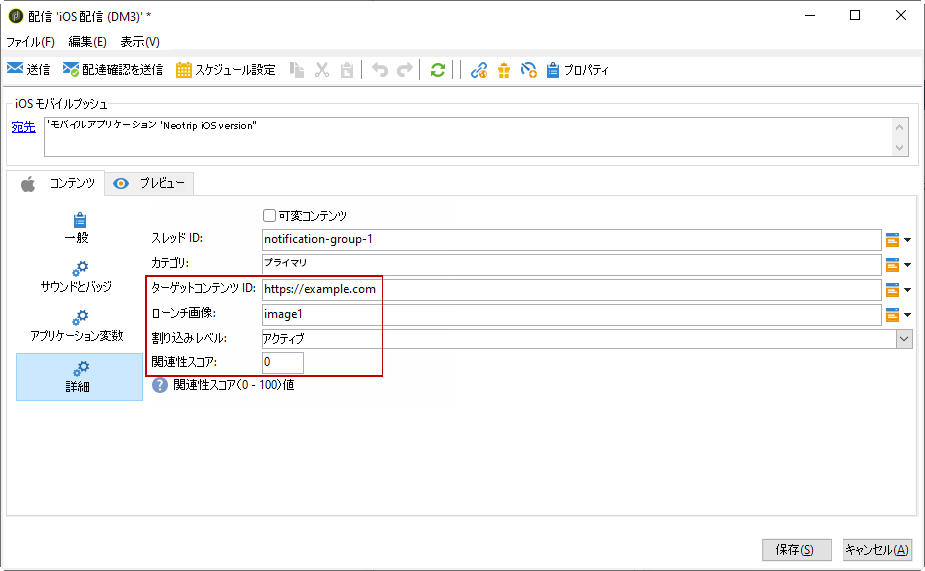 配信 'iOS 配信 (DM3)' *
ファイル(F) 編集(E) 表示(V)
送信 配達確認を送信 スケジュール設定 プロパティ
iOS モバイルプッシュ
宛先 'モバイルアプリケーション 'Neotrip iOS version''
コンテンツ プレビュー
一般
サウンドとバッジ
アプリケーション変数
詳細
可変コンテンツ
スレッド ID: notification-group-1
カテゴリ: プライマリ
ターゲットコンテンツ ID: https://example.com
ローンチ画像: image1
割り込みレベル: アクティブ
関連性スコア: 0
? 関連性スコア(0 - 100)値
保存(S) キャンセル(A)